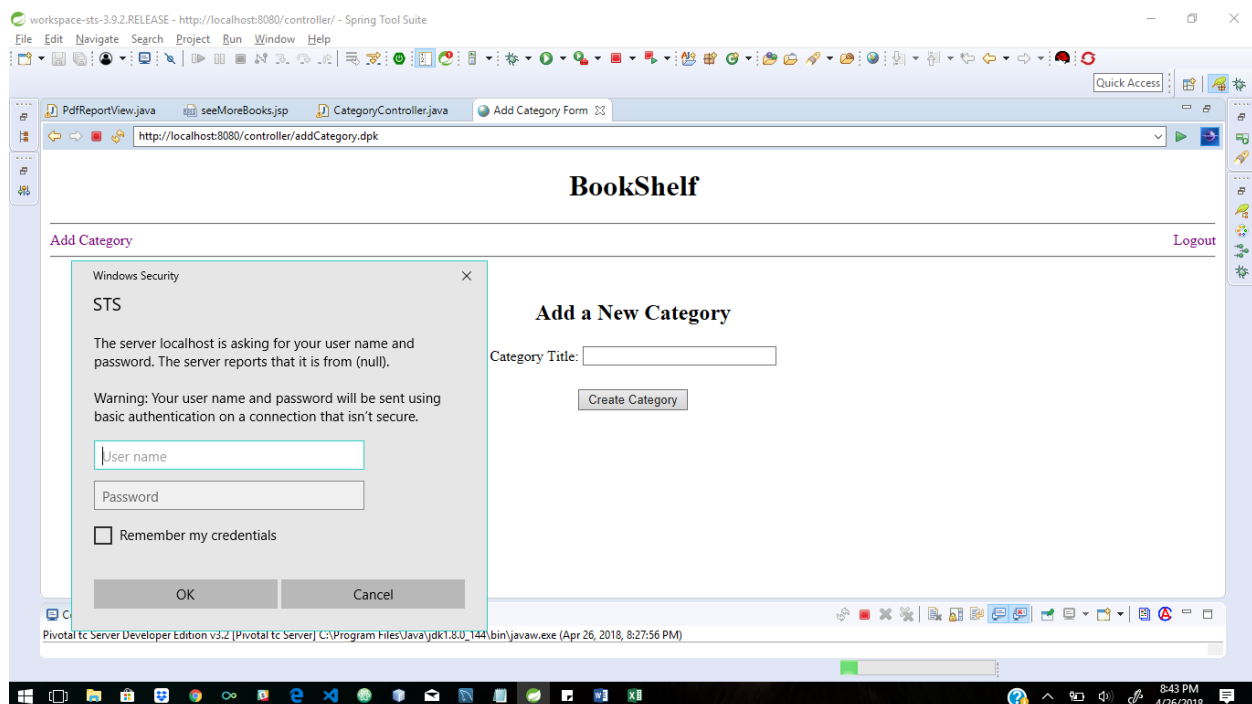 workspace-sts-3.9.2.RELEASE - http://localhost:8080/controller/ - Spring Tool Suite
File Edit Navigate Search Project Run Window Help
Quick Access
PdfReportView.java seeMoreBooks.jsp CategoryController.java Add Category Form
http://localhost:8080/controller/addCategory.dpk
BookShelf
Add Category Logout
Windows Security
STS
The server localhost is asking for your user name and
password. The server reports that it is from (null).
Warning: Your user name and password will be sent using
basic authentication on a connection that isn't secure.
User name
Password
Remember my credentials
OK Cancel
Add a New Category
Category Title:
Create Category
Pivotal tc Server Developer Edition v3.2 [Pivotal tc Server] C:\Program Files\Java\jdk1.8.0_144\bin\javaw.exe (Apr 26, 2018, 8:27:56 PM)
8:43 PM
4/26/2018